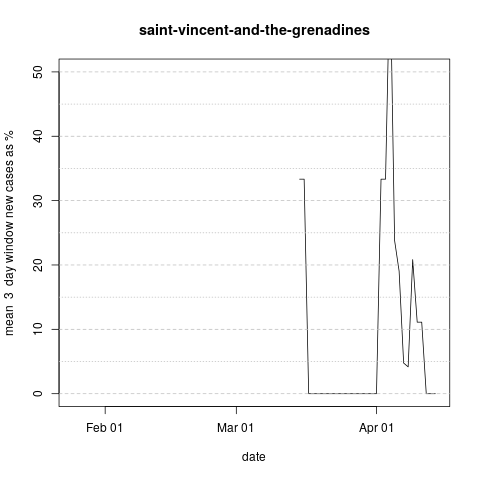 saint-vincent-and-the-grenadines
mean 3 day window new cases as %
50
40
30
20
10
0
Feb 01
Mar 01
Apr 01
date